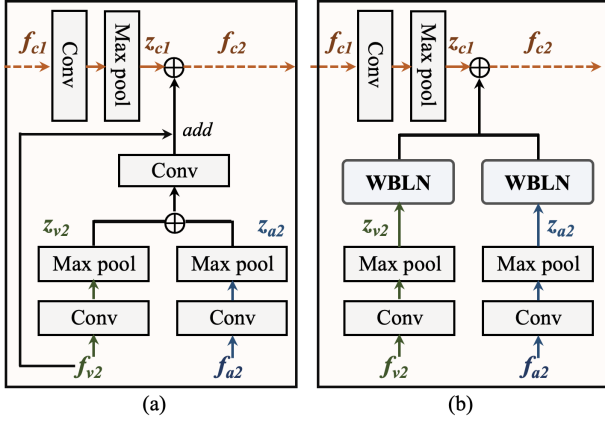 f_c1 Conv Max pool z_c1 f_c2
add
Conv
z_v2 z_a2
Max pool Max pool
Conv Conv
f_v2 f_a2
(a)
f_c1 Conv Max pool z_c1 f_c2
WBLN WBLN
z_v2 z_a2
Max pool Max pool
Conv Conv
f_v2 f_a2
(b)